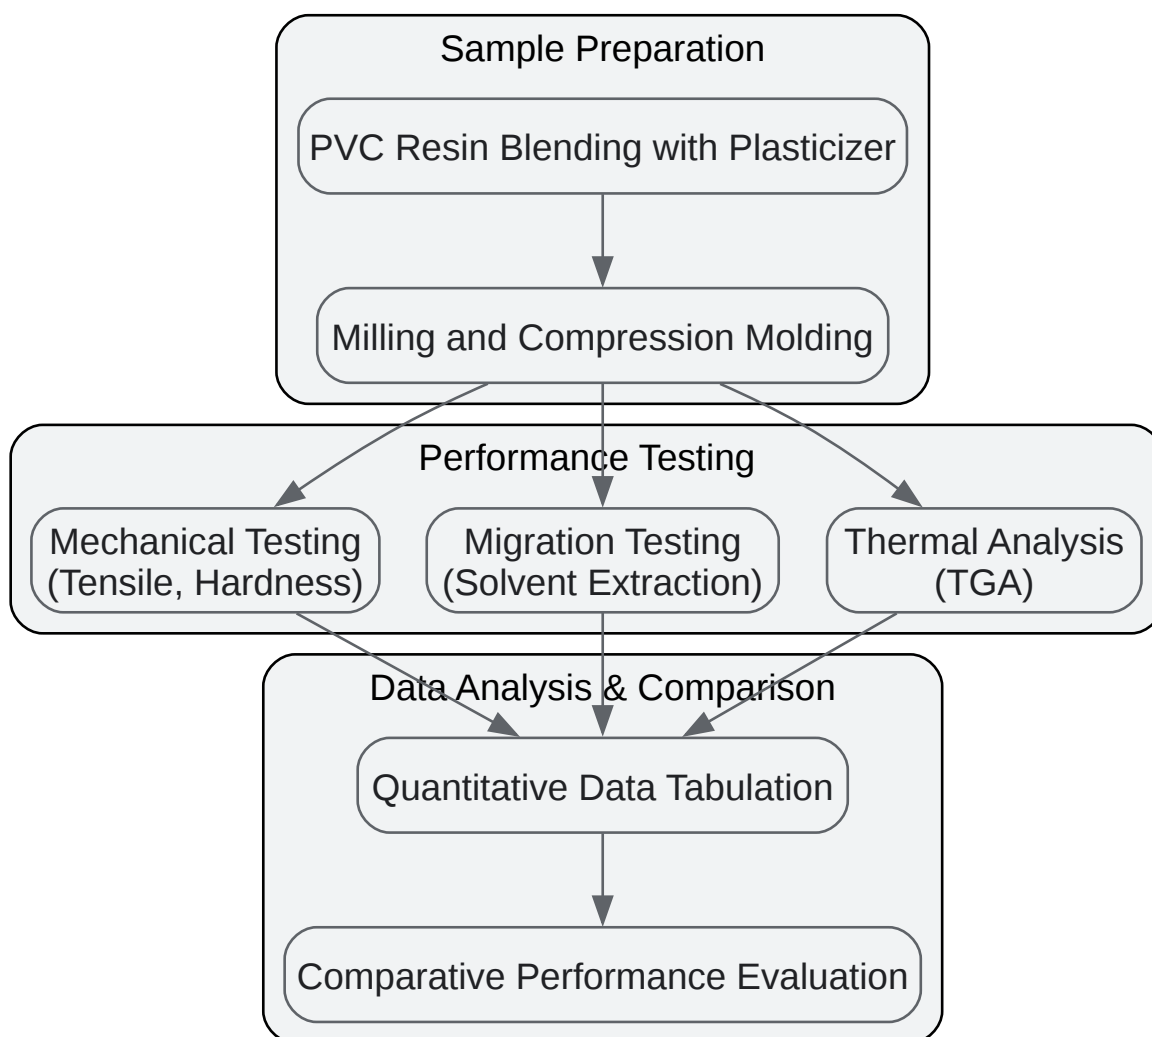 Sample Preparation
PVC Resin Blending with Plasticizer
Milling and Compression Molding
Performance Testing
Mechanical Testing
(Tensile, Hardness)
Migration Testing
(Solvent Extraction)
Thermal Analysis
(TGA)
Data Analysis & Comparison
Quantitative Data Tabulation
Comparative Performance Evaluation